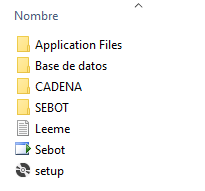 Nombre
Application Files
Base de datos
CADENA
SEBOT
Leeme
Sebot
setup